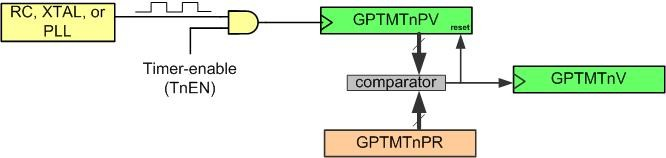 RC, XTAL, or
PLL
GPTMTnPV
reset
Timer-enable
(TnEN)
comparator
GPTMTnV
GPTMTnPR